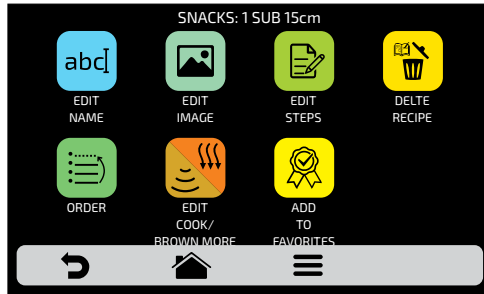 SNACKS: 1 SUB 15cm
abc
EDIT
NAME
EDIT
IMAGE
EDIT
STEPS
DELTE
RECIPE
ORDER
EDIT
COOK/
BROWN MORE
ADD
TO
FAVORITES